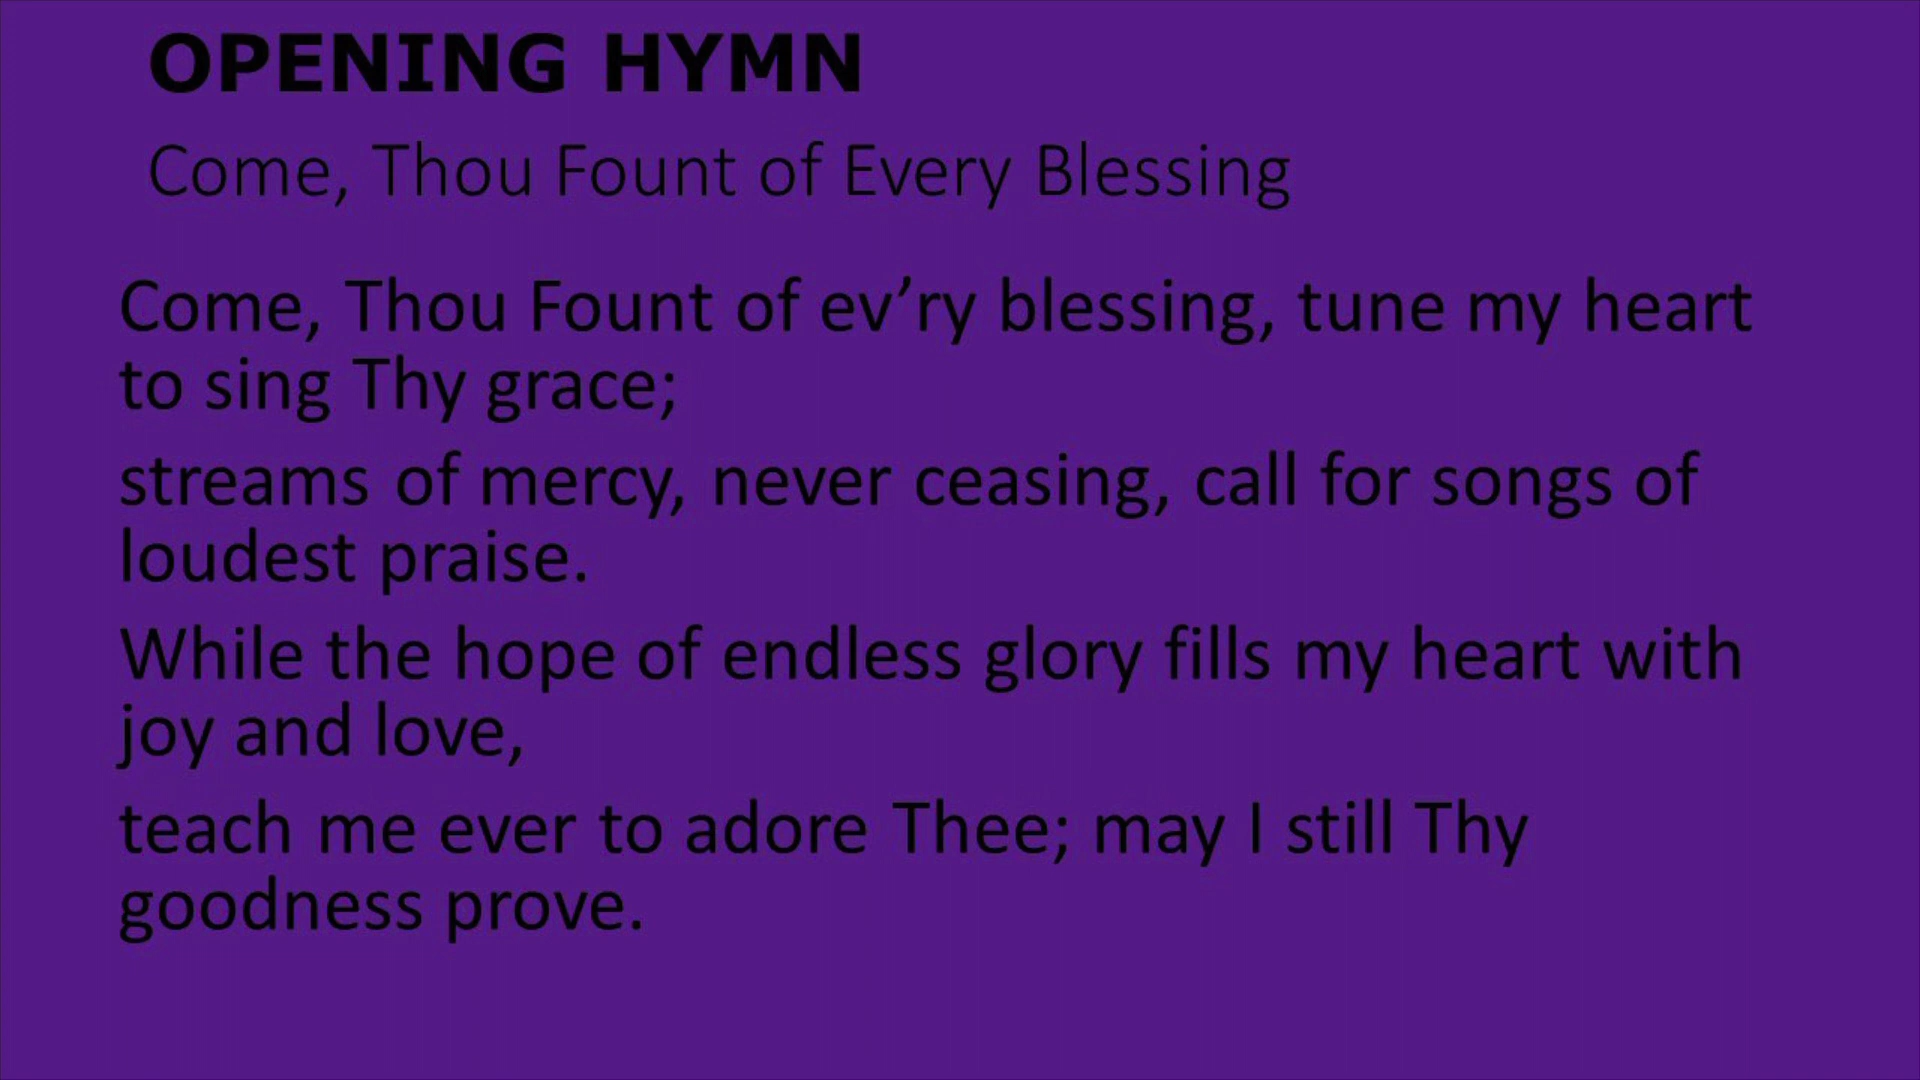 OPENING HYMN
Come, Thou Fount of Every Blessing
Come, Thou Fount of ev’ry blessing, tune my heart
to sing Thy grace;
streams of mercy, never ceasing, call for songs of
loudest praise.
While the hope of endless glory fills my heart with
joy and love,
teach me ever to adore Thee; may I still Thy
goodness prove.